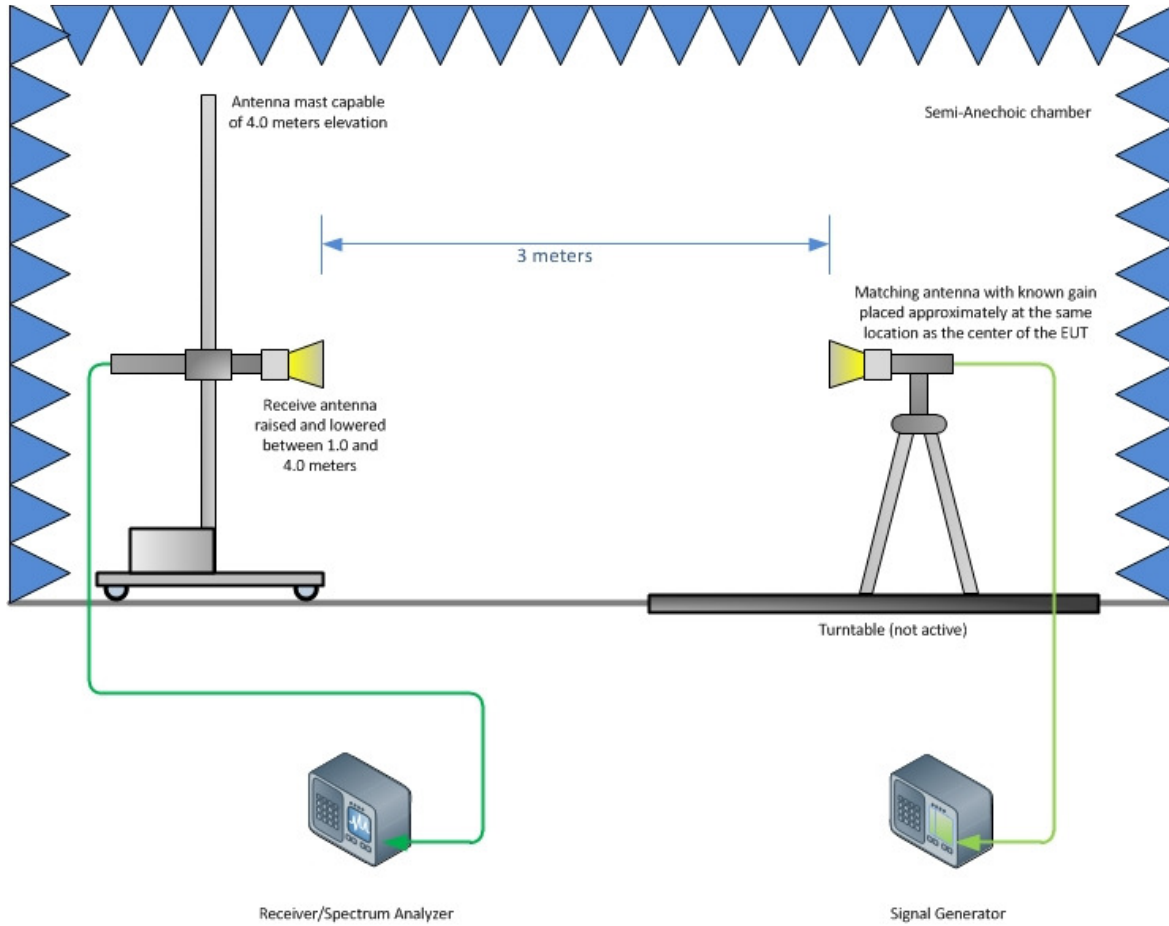 Antenna mast capable
of 4.0 meters elevation
Semi-Anechoic chamber
3 meters
Matching antenna with known gain
placed approximately at the same
location as the center of the EUT
Receive antenna
raised and lowered
between 1.0 and
4.0 meters
Turntable (not active)
Receiver/Spectrum Analyzer
Signal Generator